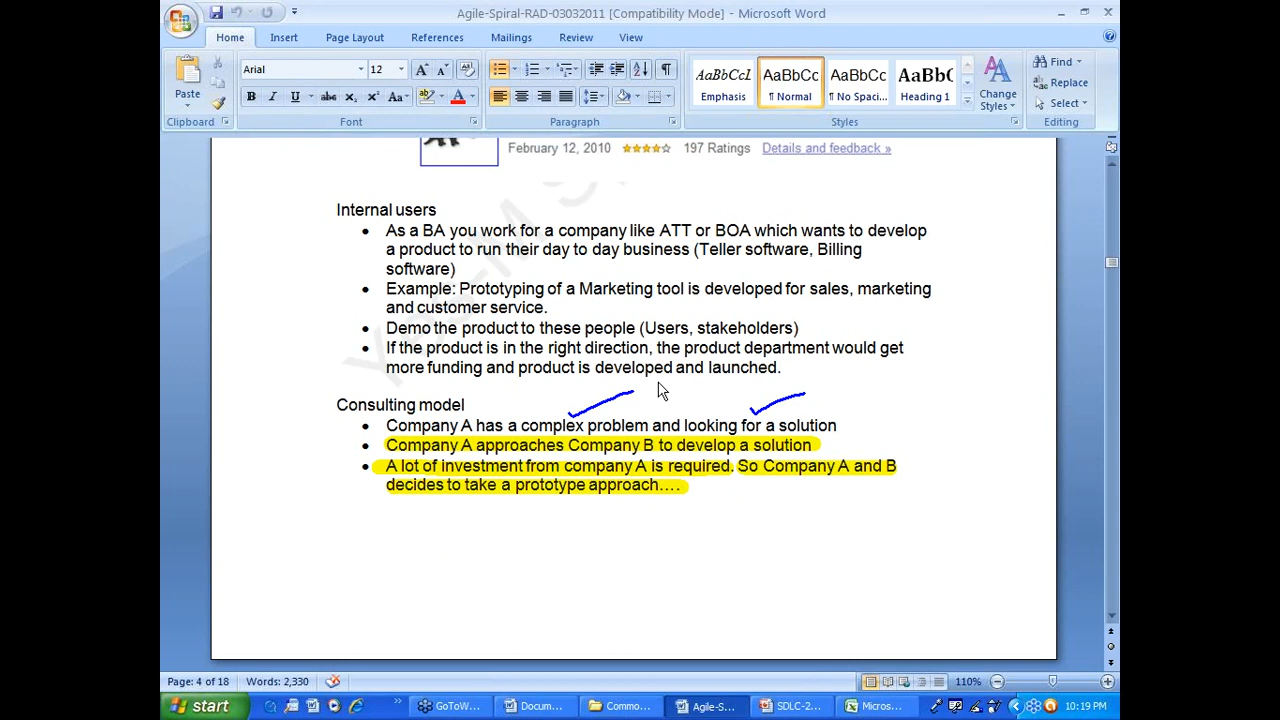 Agile-Spiral-RAD-03032011 [Compatibility Mode] - Microsoft Word
Home Insert Page Layout References Mailings Review View
Arial 12
AaBbCcL AaBbCc AaBbCc AaBbC
Find
Replace
Select
Paste
Emphasis ¶ Normal ¶ No Spaci... Heading 1
Change
Styles
Clipboard Font Paragraph Styles Editing
February 12, 2010 197 Ratings Details and feedback »
Internal users
• As a BA you work for a company like ATT or BOA which wants to develop
a product to run their day to day business (Teller software, Billing
software)
• Example: Prototyping of a Marketing tool is developed for sales, marketing
and customer service.
• Demo the product to these people (Users, stakeholders)
• If the product is in the right direction, the product department would get
more funding and product is developed and launched.
Consulting model
• Company A has a complex problem and looking for a solution
• Company A approaches Company B to develop a solution
• A lot of investment from company A is required. So Company A and B
decides to take a prototype approach….
Page: 4 of 18 Words: 2,330 110%
start GoToW... Docum... Commo... Agile-S... SDLC-2... Micros... 10:19 PM